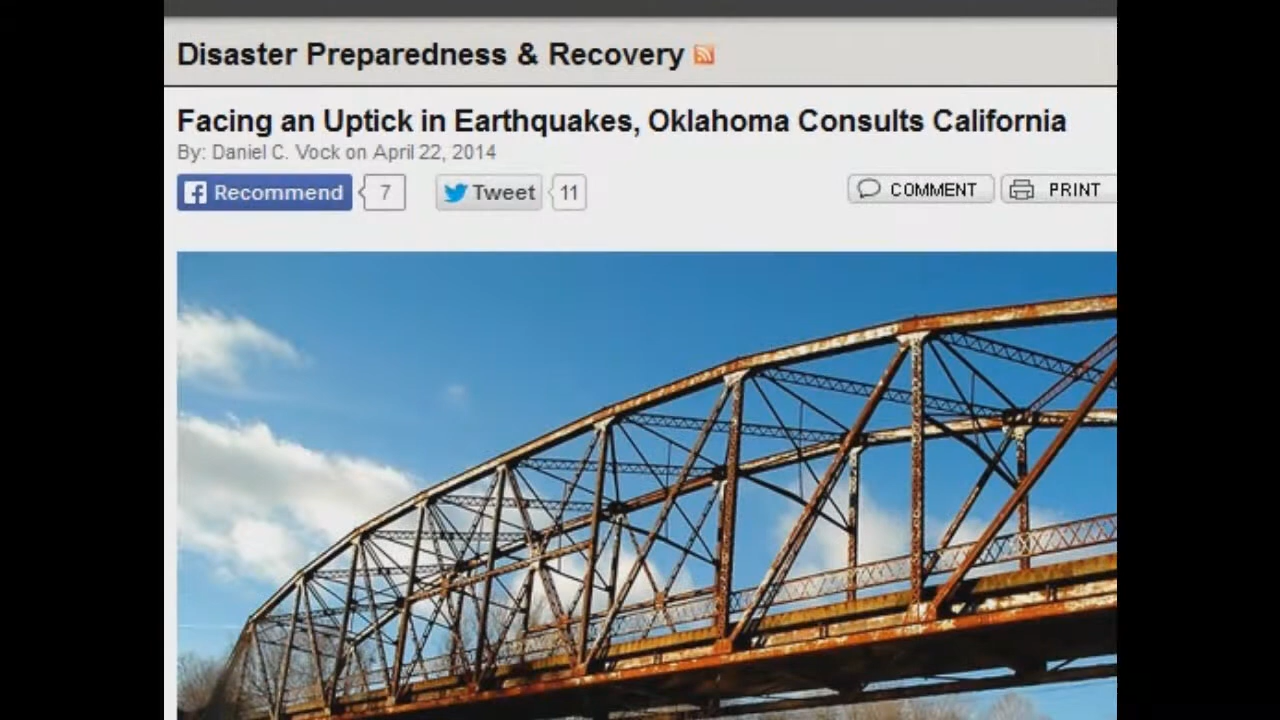 Disaster Preparedness & Recovery
Facing an Uptick in Earthquakes, Oklahoma Consults California
By: Daniel C. Vock on April 22, 2014
Recommend 7 Tweet 11 COMMENT PRINT